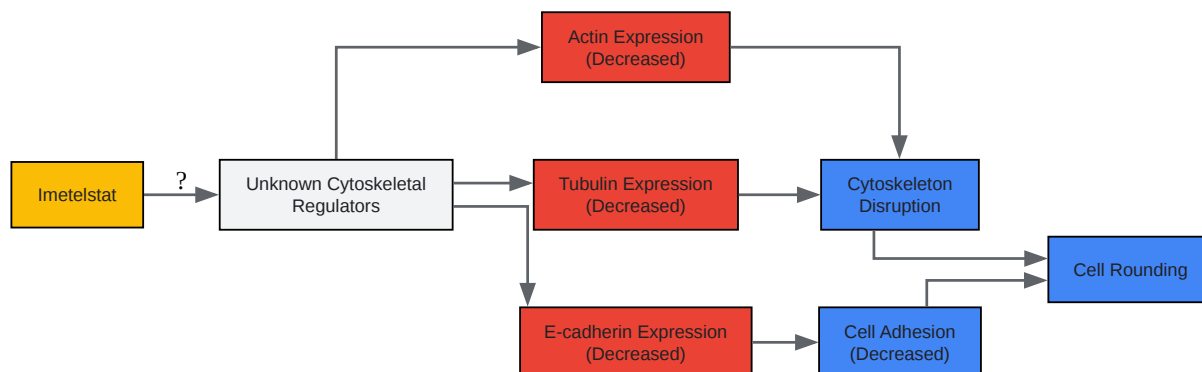 Actin Expression
(Decreased)
?
Imetelstat
Unknown Cytoskeletal
Regulators
Tubulin Expression
(Decreased)
Cytoskeleton
Disruption
Cell Rounding
E-cadherin Expression
(Decreased)
Cell Adhesion
(Decreased)